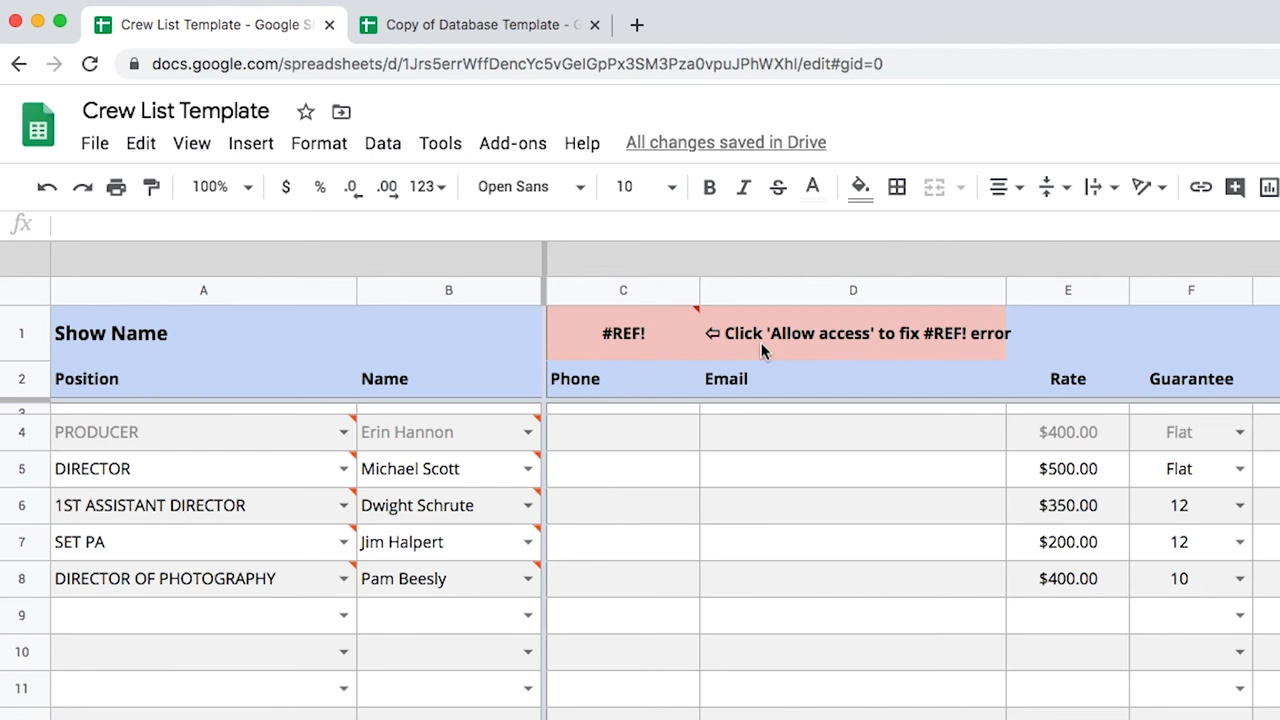 Crew List Template - Google S
Copy of Database Template - G
docs.google.com/spreadsheets/d/1Jrs5errWffDencYc5vGelGpPx3SM3Pza0vpuJPhWXhI/edit#gid=0
Crew List Template
File Edit View Insert Format Data Tools Add-ons Help All changes saved in Drive
100% $ % .0 .00 123 Open Sans 10 B I S A
fx
A B C D E F
1 Show Name #REF! ⇦ Click 'Allow access' to fix #REF! error
2 Position Name Phone Email Rate Guarantee
3
4 PRODUCER Erin Hannon $400.00 Flat
5 DIRECTOR Michael Scott $500.00 Flat
6 1ST ASSISTANT DIRECTOR Dwight Schrute $350.00 12
7 SET PA Jim Halpert $200.00 12
8 DIRECTOR OF PHOTOGRAPHY Pam Beesly $400.00 10
9
10
11